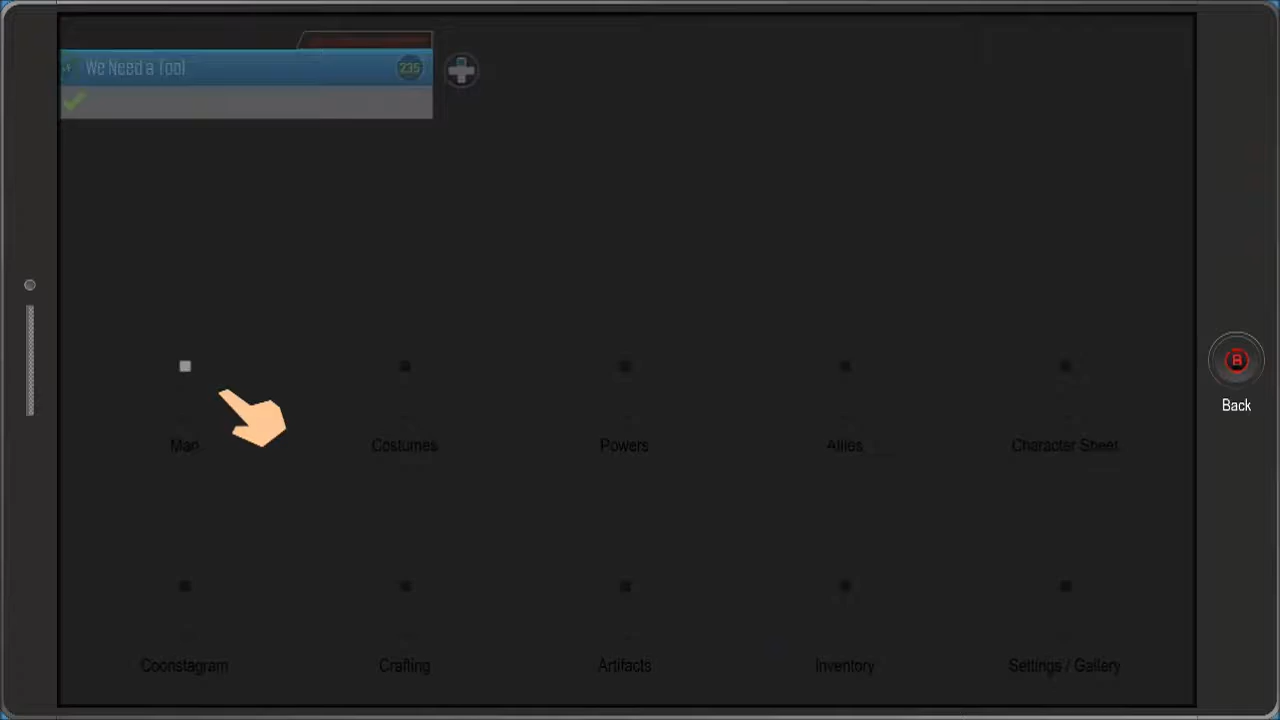 We Need a Tool 235
B
Back
Map Costumes Powers Allies Character Sheet
Coonstagram Crafting Artifacts Inventory Settings / Gallery